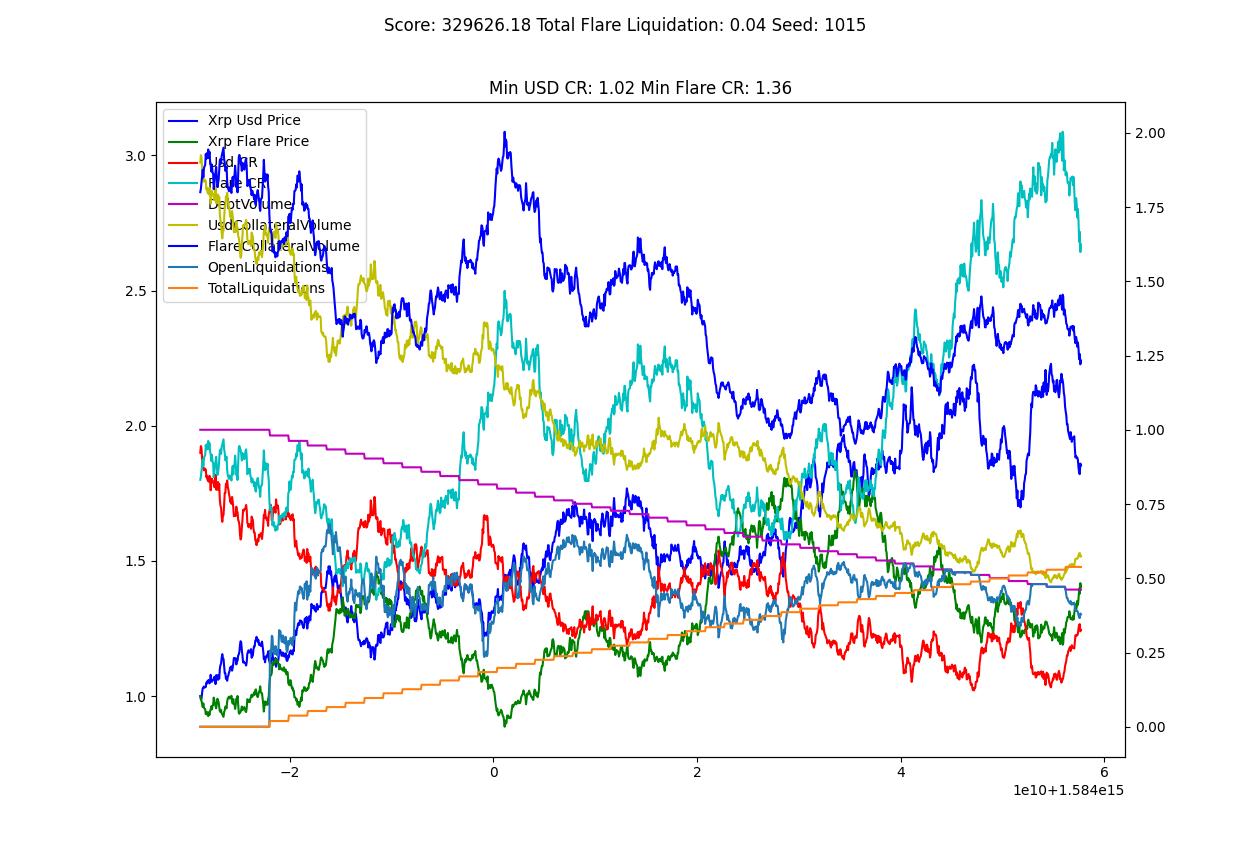 Score: 329626.18 Total Flare Liquidation: 0.04 Seed: 1015
Min USD CR: 1.02 Min Flare CR: 1.36
Xrp Usd Price
Xrp Flare Price
Usd CR
Flare CR
DebtVolume
UsdCollateralVolume
FlareCollateralVolume
OpenLiquidations
TotalLiquidations
3.0
2.5
2.0
1.5
1.0
2.00
1.75
1.50
1.25
1.00
0.75
0.50
0.25
0.00
−2
0
2
4
6
1e10+1.584e15